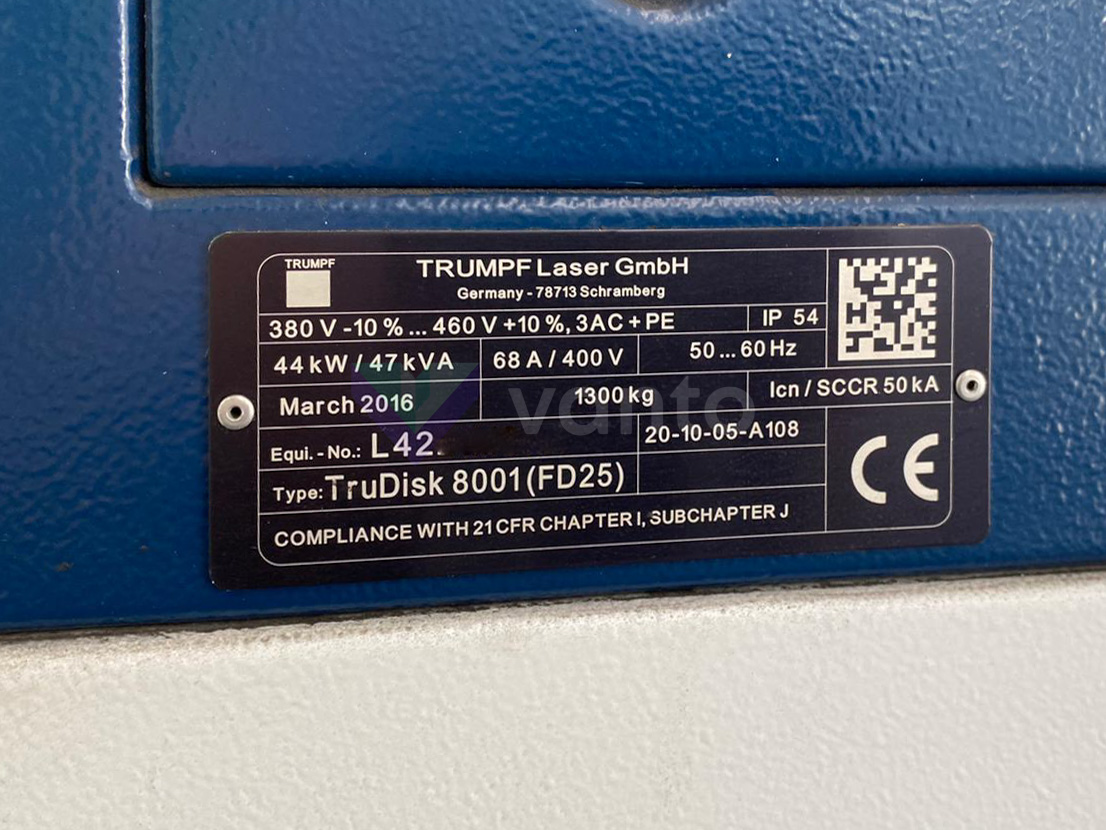 TRUMPF
TRUMPF Laser GmbH
Germany - 78713 Schramberg
380 V -10 % ... 460 V +10 %, 3AC + PE
IP 54
44 kW / 47 kVA
68 A / 400 V
50 ... 60 Hz
March 2016
1300 kg
Icn / SCCR 50 kA
Equi. - No.: L42.
20-10-05-A108
Type: TruDisk 8001 (FD25)
CE
COMPLIANCE WITH 21 CFR CHAPTER I, SUBCHAPTER J
vanto